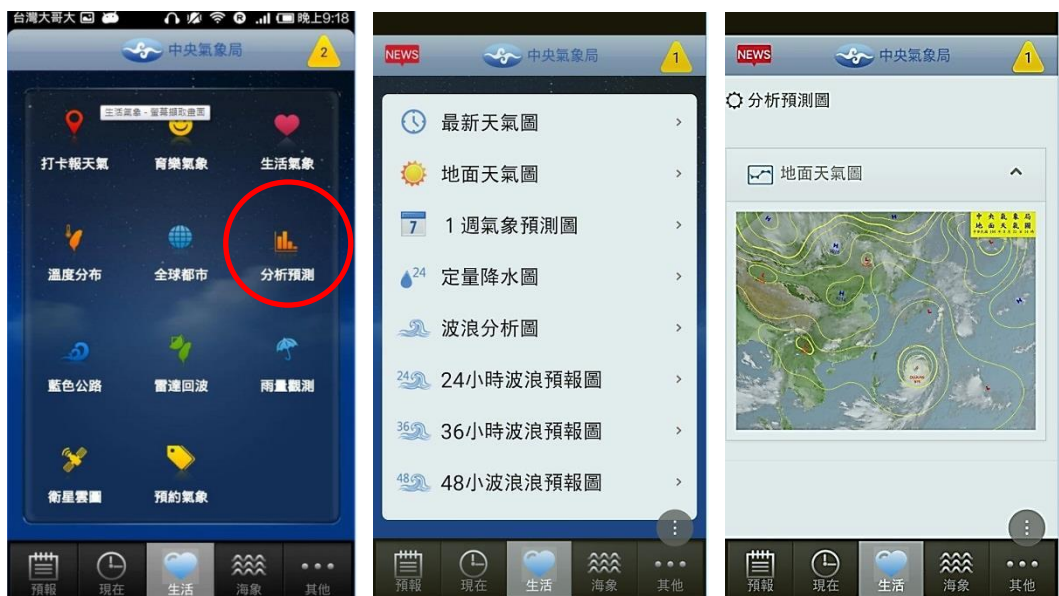 台灣大哥大
R
晚上9:18
中央氣象局
2
生活氣象 - 螢幕擷取畫面
打卡報天氣
育樂氣象
生活氣象
溫度分布
全球都市
分析預測
藍色公路
雷達回波
雨量觀測
衛星雲圖
預約氣象
預報
現在
生活
海象
其他
NEWS
中央氣象局
1
最新天氣圖
地面天氣圖
7
1 週氣象預測圖
24
定量降水圖
波浪分析圖
24
24小時波浪預報圖
36
36小時波浪預報圖
48
48小波浪浪預報圖
預報
現在
生活
海象
其他
NEWS
中央氣象局
1
分析預測圖
地面天氣圖
中央氣象局
地面天氣圖
預報
現在
生活
海象
其他